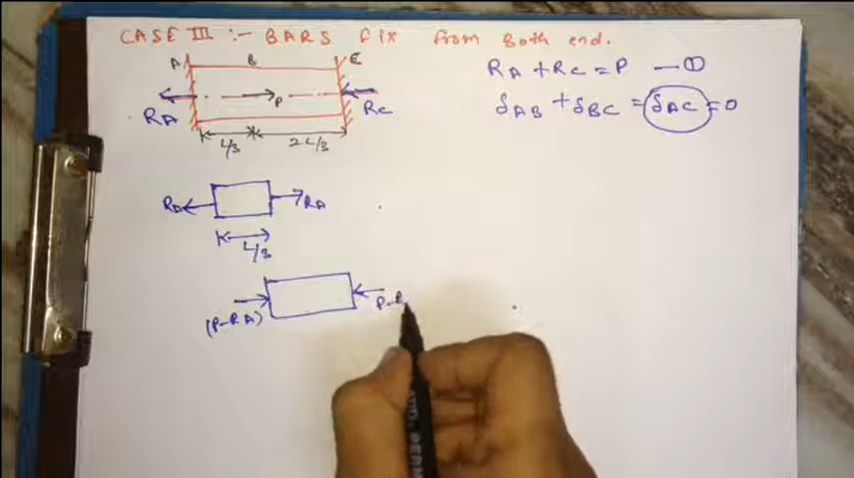 CASE III :- BARS fix from Both end.
A B C
RA P RC
L/3 2L/3
RA + RC = P —①
δAB + δBC = δAC = 0
RA RA
L/3
(P-RA) P-R